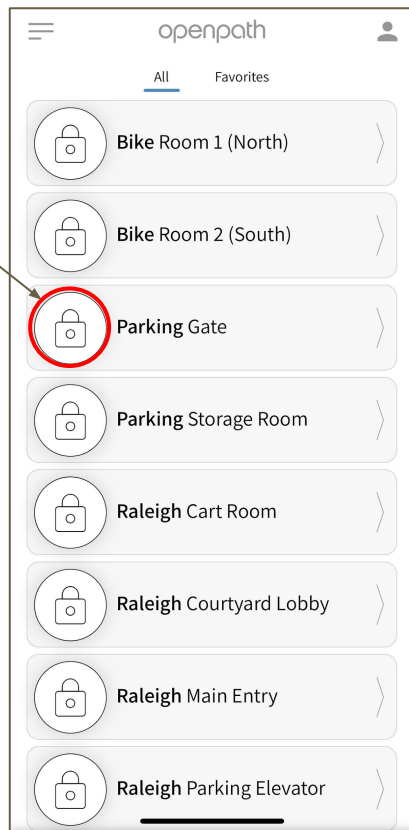 openpath
All Favorites
Bike Room 1 (North)
Bike Room 2 (South)
Parking Gate
Parking Storage Room
Raleigh Cart Room
Raleigh Courtyard Lobby
Raleigh Main Entry
Raleigh Parking Elevator